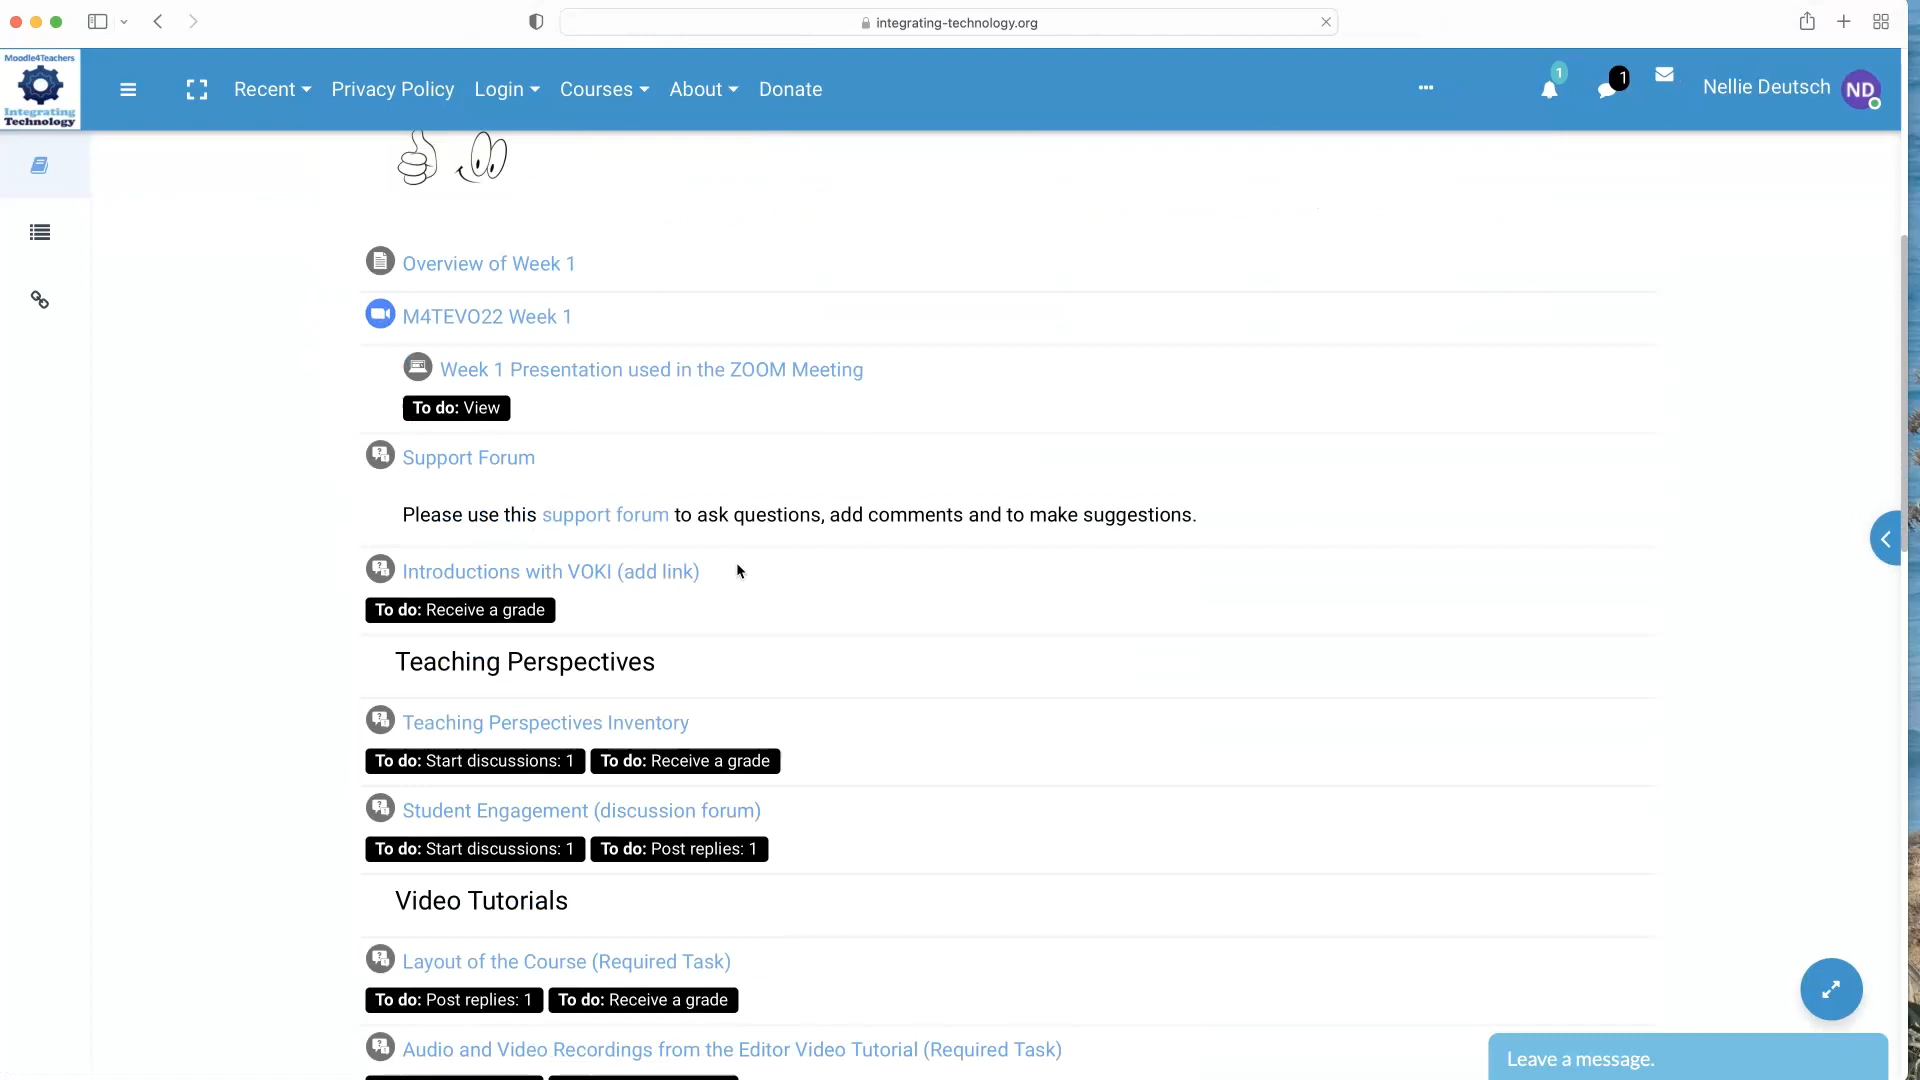 integrating-technology.org
Moodle4Teachers
Integrating
Technology
Recent
Privacy Policy
Login
Courses
About
Donate
1
1
Nellie Deutsch
ND
Overview of Week 1
M4TEVO22 Week 1
Week 1 Presentation used in the ZOOM Meeting
To do: View
Support Forum
Please use this support forum to ask questions, add comments and to make suggestions.
Introductions with VOKI (add link)
To do: Receive a grade
Teaching Perspectives
Teaching Perspectives Inventory
To do: Start discussions: 1 To do: Receive a grade
Student Engagement (discussion forum)
To do: Start discussions: 1 To do: Post replies: 1
Video Tutorials
Layout of the Course (Required Task)
To do: Post replies: 1 To do: Receive a grade
Audio and Video Recordings from the Editor Video Tutorial (Required Task)
Leave a message.